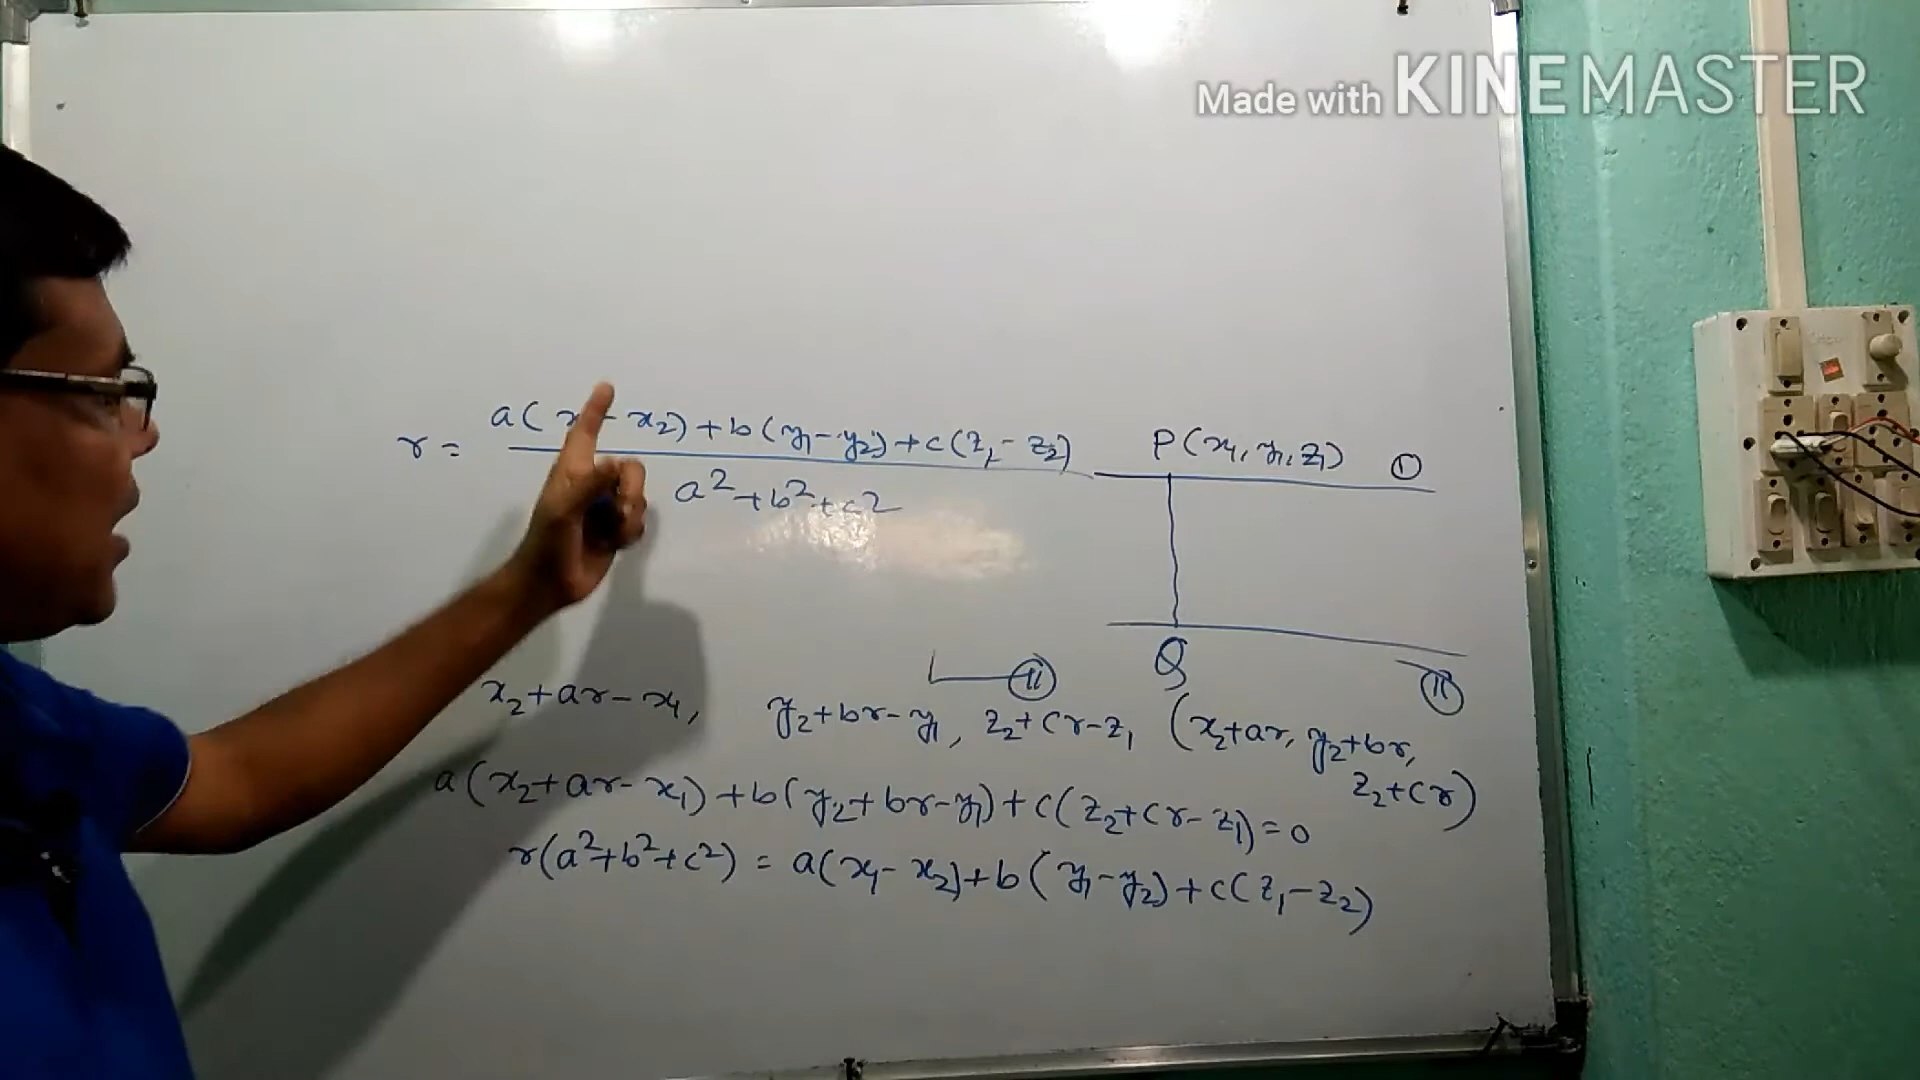 Made with KINEMASTER
r = a(x - x₂)+b(y₁-y₂)+c(z₁-z₂)
a²+b²+c²
P(x₁, y₁, z₁) I
Q II
II
x₂+ar-x₁, y₂+br-y₁, z₂+cr-z₁ (x₂+ar, y₂+br,
z₂+cr)
a(x₂+ar-x₁)+b(y₂+br-y₁)+c(z₂+cr-z₁)=0
r(a²+b²+c²) = a(x₁-x₂)+b(y₁-y₂)+c(z₁-z₂)